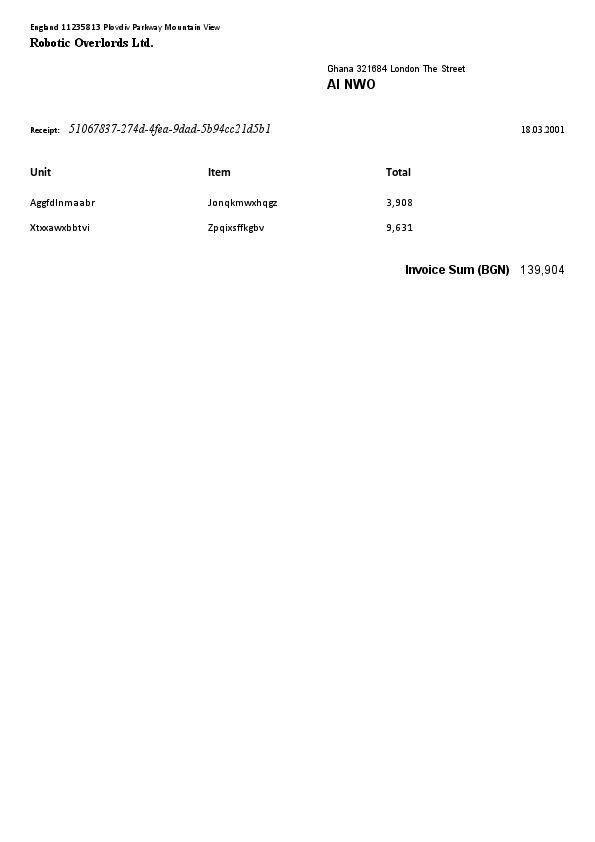 England 11235813 Plovdiv Parkway Mountain View
Robotic Overlords Ltd.
Ghana 321684 London The Street
AI NWO
Receipt: 51067837-274d-4fea-9dad-5b94cc21d5b1 18.03.2001
Unit Item Total
Aggfdlnmaabr Jonqkmwxhqgz 3,908
Xtxxawxbbtvi Zpqixsffkgbv 9,631
Invoice Sum (BGN) 139,904